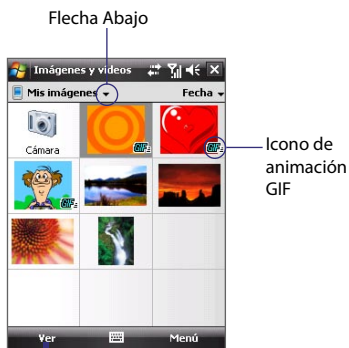 Flecha Abajo
Imágenes y videos
Mis imágenes
Fecha
Cámara
GIF
GIF
GIF
Icono de
animación
GIF
Ver
Menú